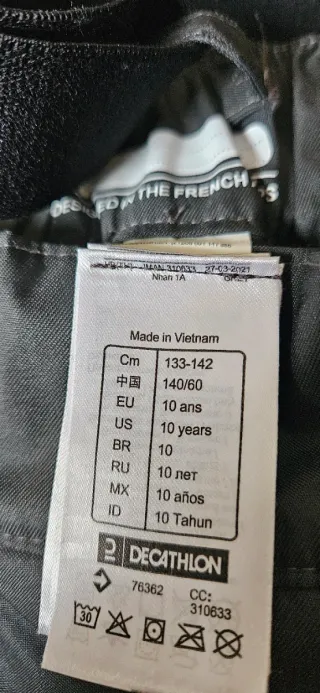 DESIGNED IN THE FRENCH
27-03-2021
Nhan 1A
Made in Vietnam
Cm 133-142
中国 140/60
EU 10 ans
US 10 years
BR 10
RU 10 лет
MX 10 años
ID 10 Tahun
DECATHLON
76362 CC:
310633
30